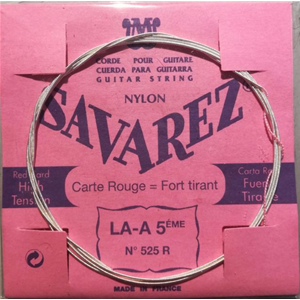 CORDE POUR GUITARE
CUERDA PARA GUITARRA
GUITAR STRING
NYLON
SAVAREZ
Red Card
High
Tension
Carte Rouge = Fort tirant
Carta Roja
Fuerte
Tirage
LA-A 5ÈME
N° 525 R
MADE IN FRANCE